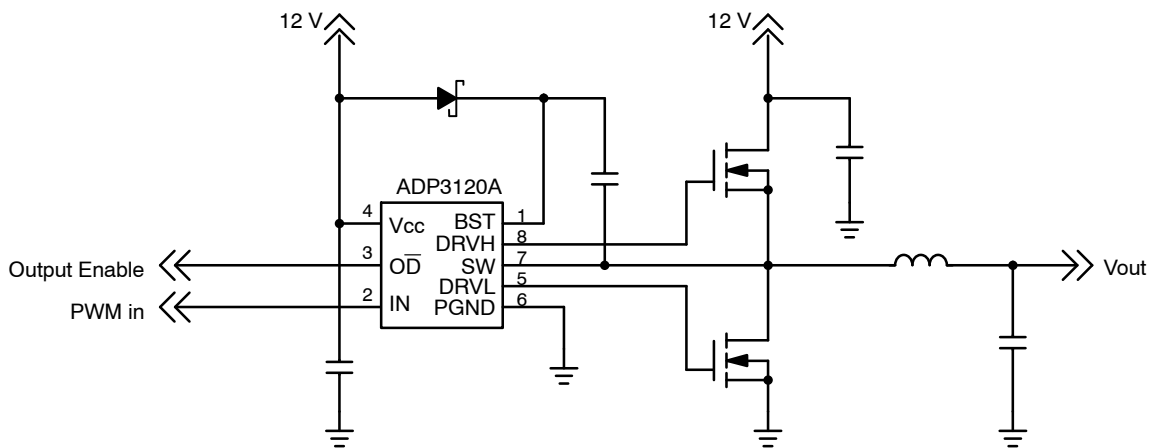 12 V
12 V
ADP3120A
4
Vcc
BST
1
DRVH
8
Output Enable
3
OD̅
SW
7
Vout
DRVL
5
PWM in
2
IN
PGND
6